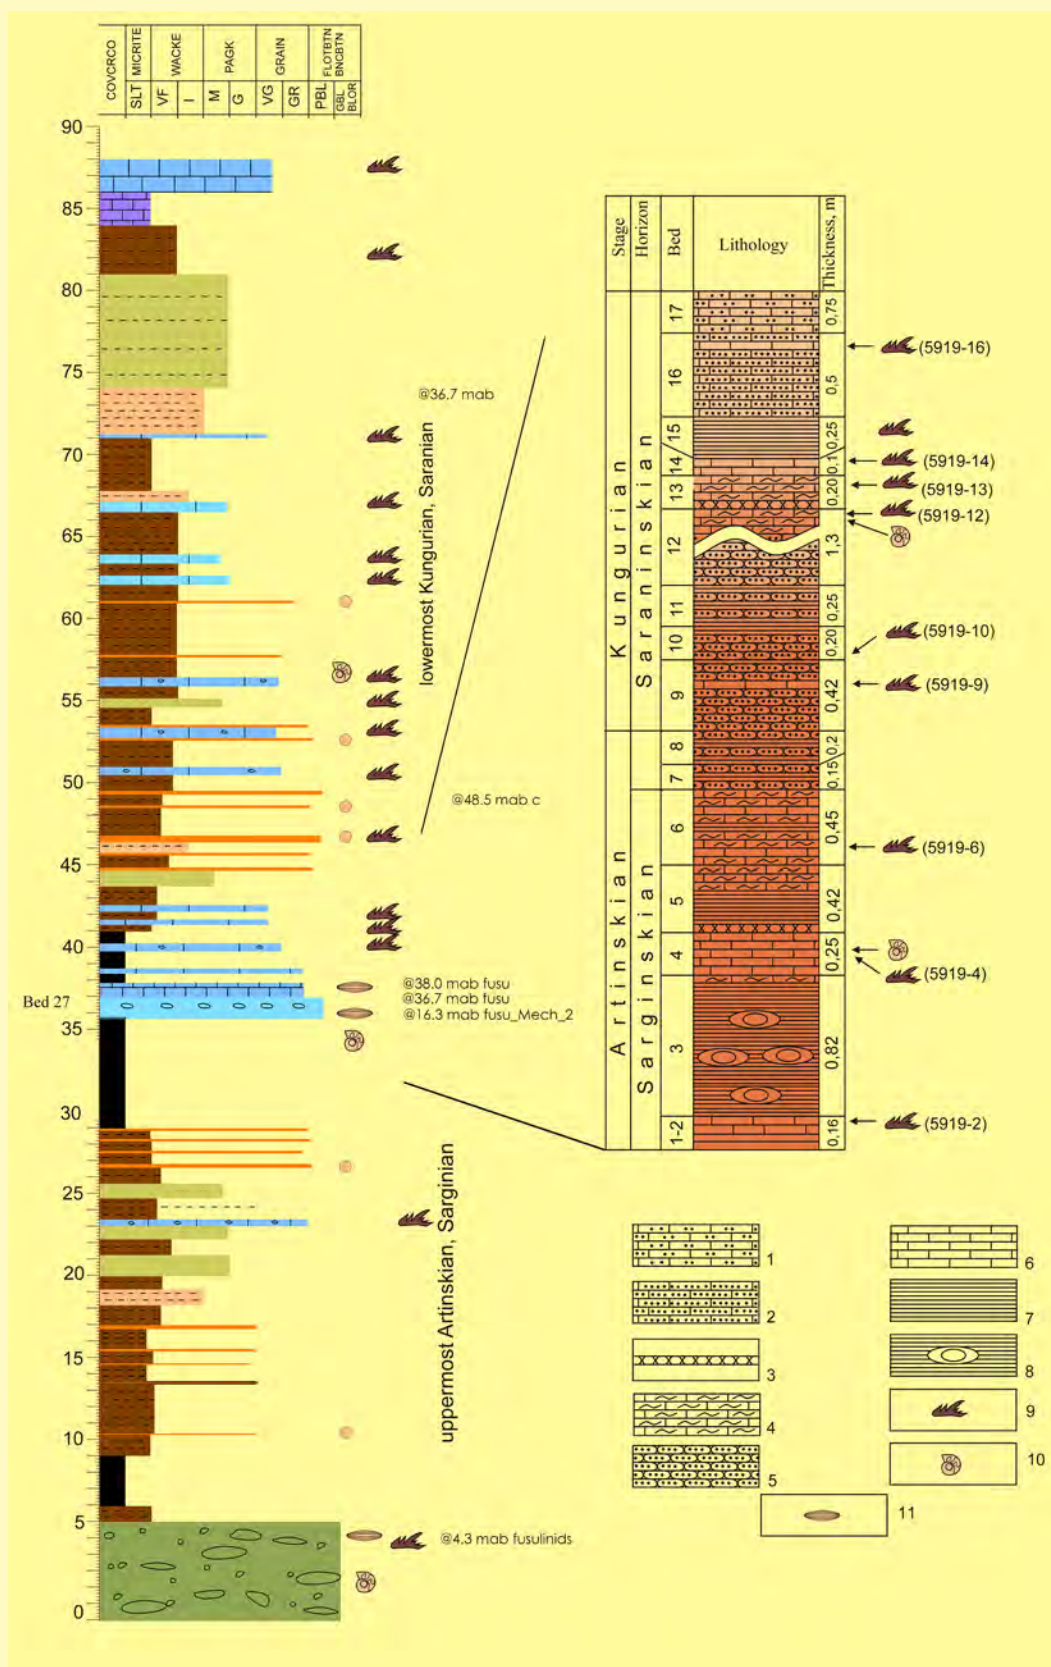 COVCRCO
MICRITE
WACKE
PAGK
GRAIN
FLOTBTN
BNCBTN
SLT
VF
I
M
G
VG
GR
PBL
GBL
BLOR
90
85
80
75
70
65
60
55
50
45
40
Bed 27
35
30
25
20
15
10
5
0
@36.7 mab
lowermost Kungurian, Saranian
@48.5 mab c
@38.0 mab fusu
@36.7 mab fusu
@16.3 mab fusu_Mech_2
uppermost Artinskian, Sarginian
@4.3 mab fusulinids
Stage
Horizon
Bed
Lithology
Thickness, m
Kungurian
Saraninskian
Artinskian
Sarginskian
17
0,75
16
0,5
(5919-16)
15
0,25
14
0,1
(5919-14)
13
0,20
(5919-13)
(5919-12)
12
1,3
11
0,25
10
0,20
(5919-10)
9
0,42
(5919-9)
8
0,2
7
0,15
6
0,45
(5919-6)
5
0,42
4
0,25
(5919-4)
3
0,82
1-2
0,16
(5919-2)
1
2
3
4
5
6
7
8
9
10
11